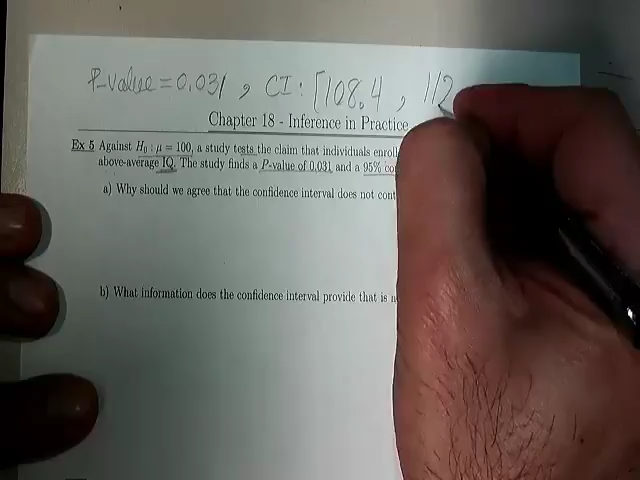 P-value = 0.031 , CI : [108.4 , 112
Chapter 18 - Inference in Practice
Ex 5 Against H₀ : μ = 100, a study tests the claim that individuals enroll
above-average IQ. The study finds a P-value of 0.031 and a 95% co
a) Why should we agree that the confidence interval does not cont
b) What information does the confidence interval provide that is n